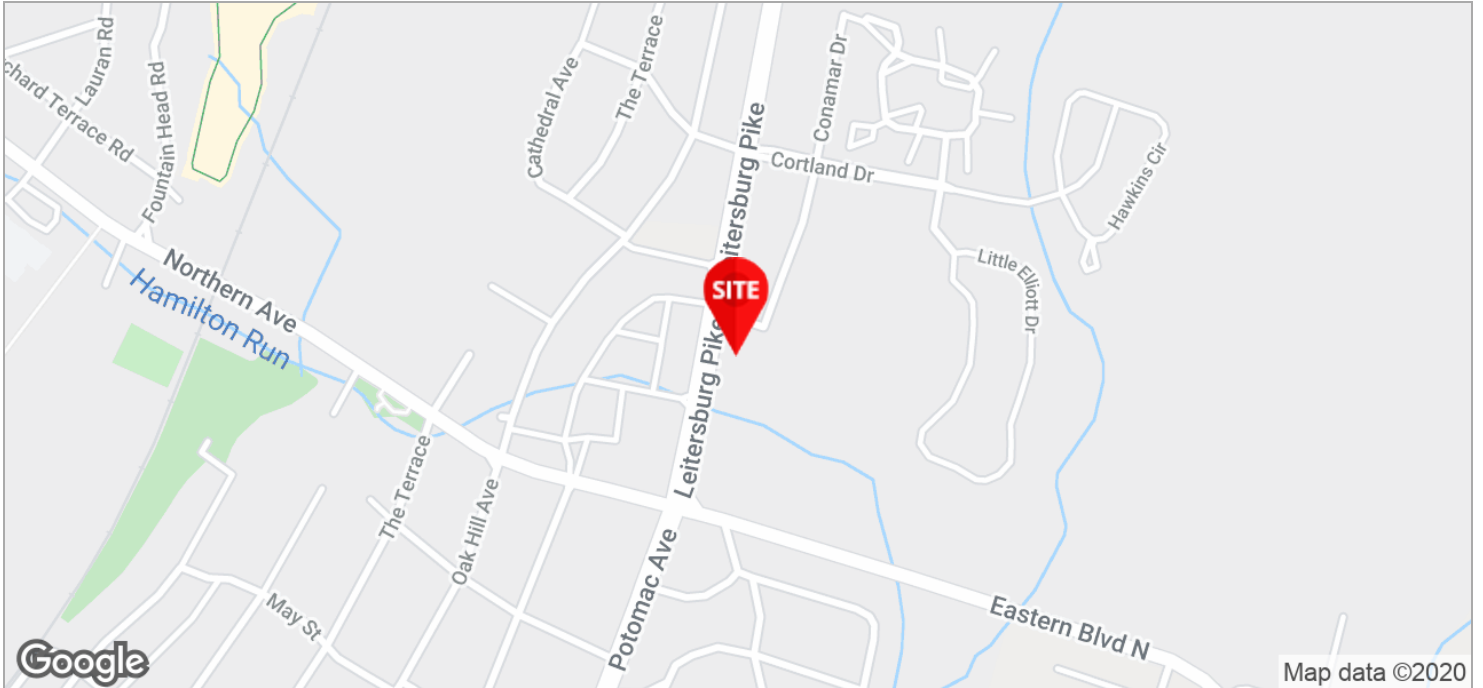 Lauran Rd
chard Terrace Rd
Fountain Head Rd
Cathedral Ave
The Terrace
Leitersburg Pike
Conamar Dr
Cortland Dr
Hawkins Cir
Little Elliott Dr
Northern Ave
Hamilton Run
SITE
Leitersburg Pike
The Terrace
Oak Hill Ave
May St
Potomac Ave
Eastern Blvd N
Google
Map data ©2020